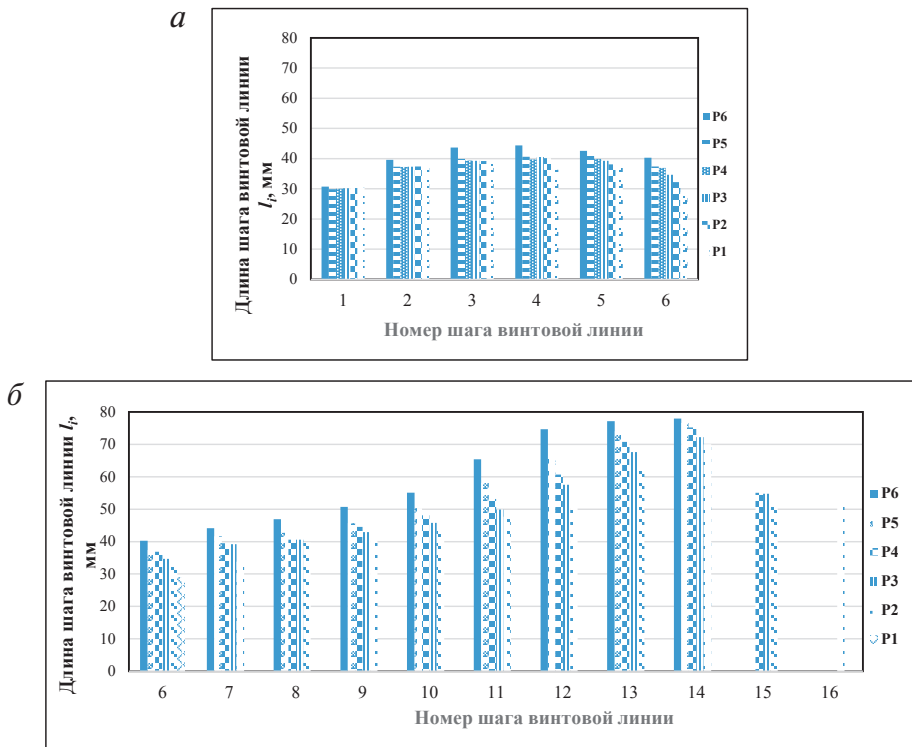 а
Длина шага винтовой линии
l_i, мм
80
70
60
50
40
30
20
10
0
1 2 3 4 5 6
Номер шага винтовой линии
P6
P5
P4
P3
P2
P1
б
Длина шага винтовой линии l_i,
мм
80
70
60
50
40
30
20
10
0
6 7 8 9 10 11 12 13 14 15 16
Номер шага винтовой линии
P6
P5
P4
P3
P2
P1